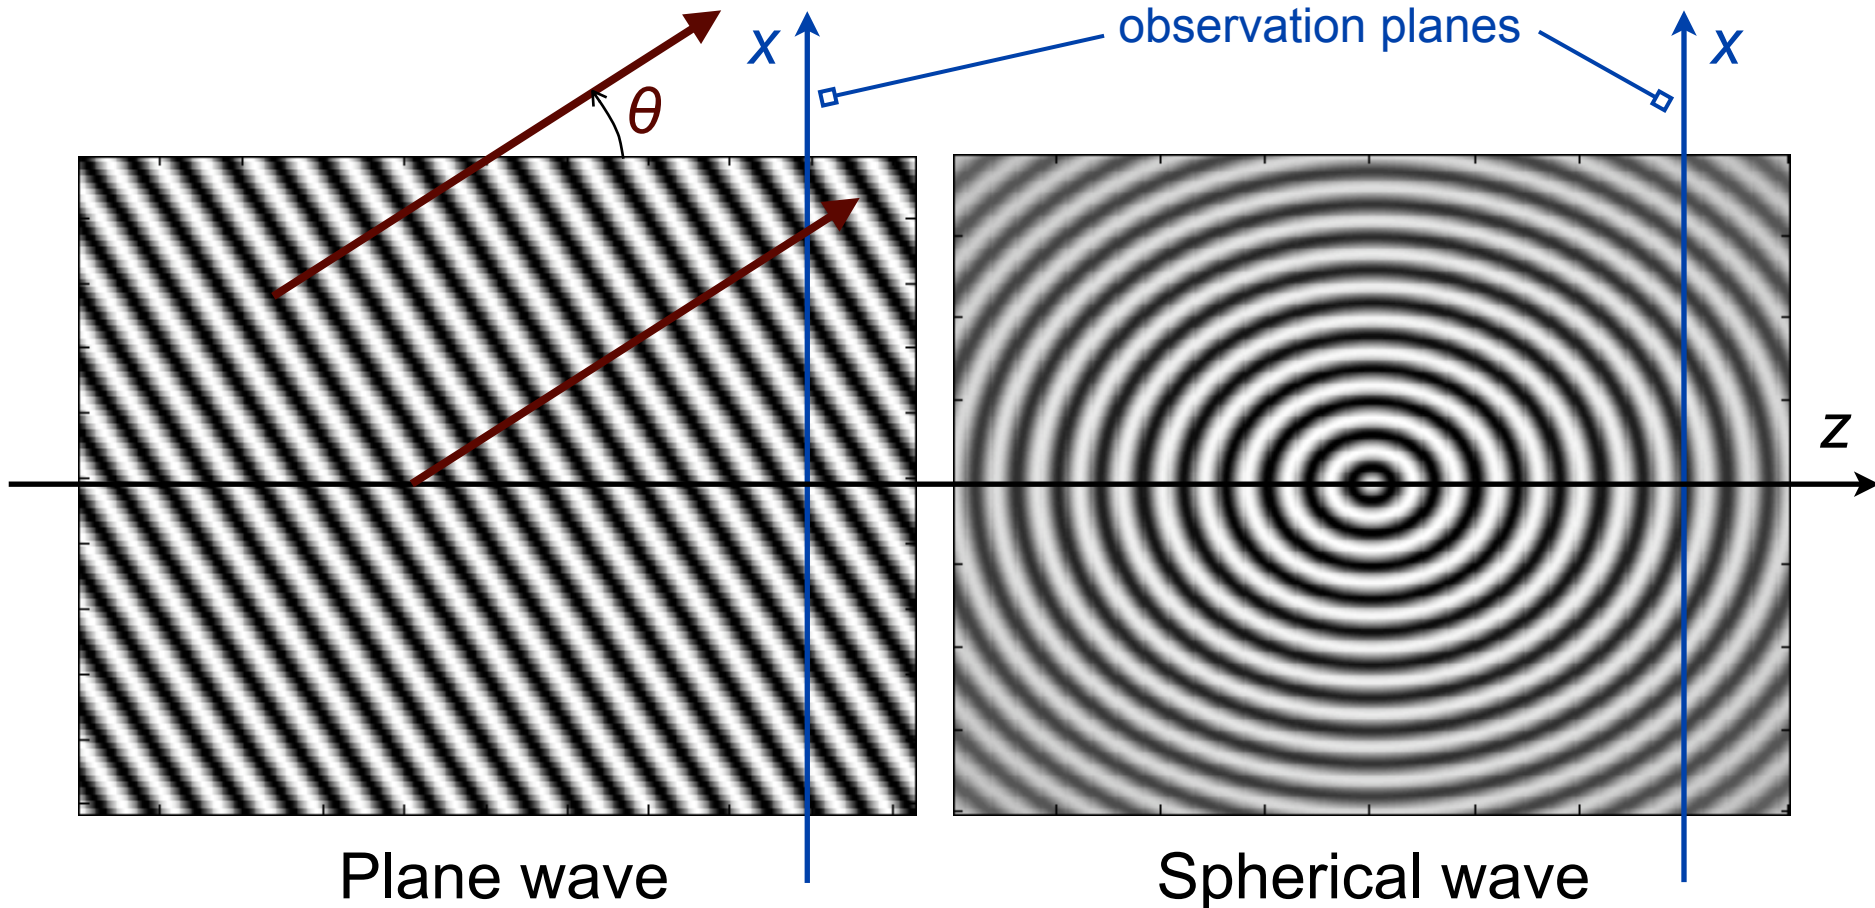 x
observation planes
x
θ
z
Plane wave
Spherical wave